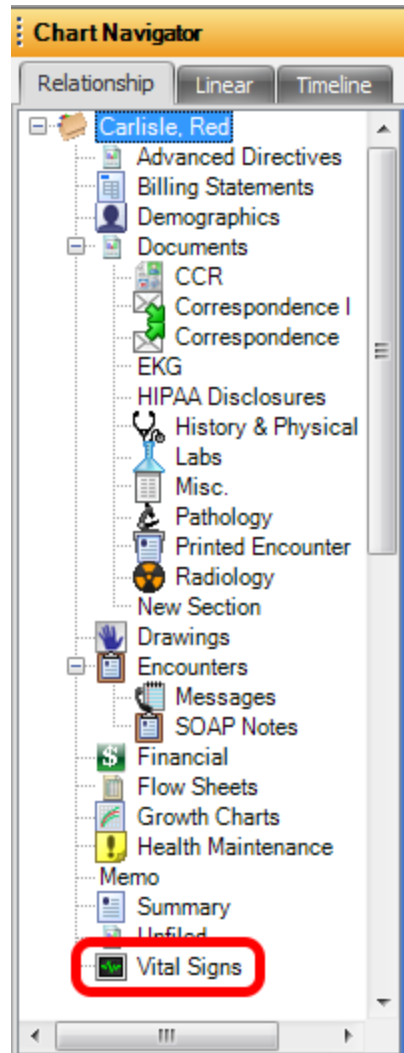 Chart Navigator
Relationship Linear Timeline
Carlisle, Red
Advanced Directives
Billing Statements
Demographics
Documents
CCR
Correspondence I
Correspondence
EKG
HIPAA Disclosures
History & Physical
Labs
Misc.
Pathology
Printed Encounter
Radiology
New Section
Drawings
Encounters
Messages
SOAP Notes
$ Financial
Flow Sheets
Growth Charts
Health Maintenance
Memo
Summary
Unfiled
Vital Signs